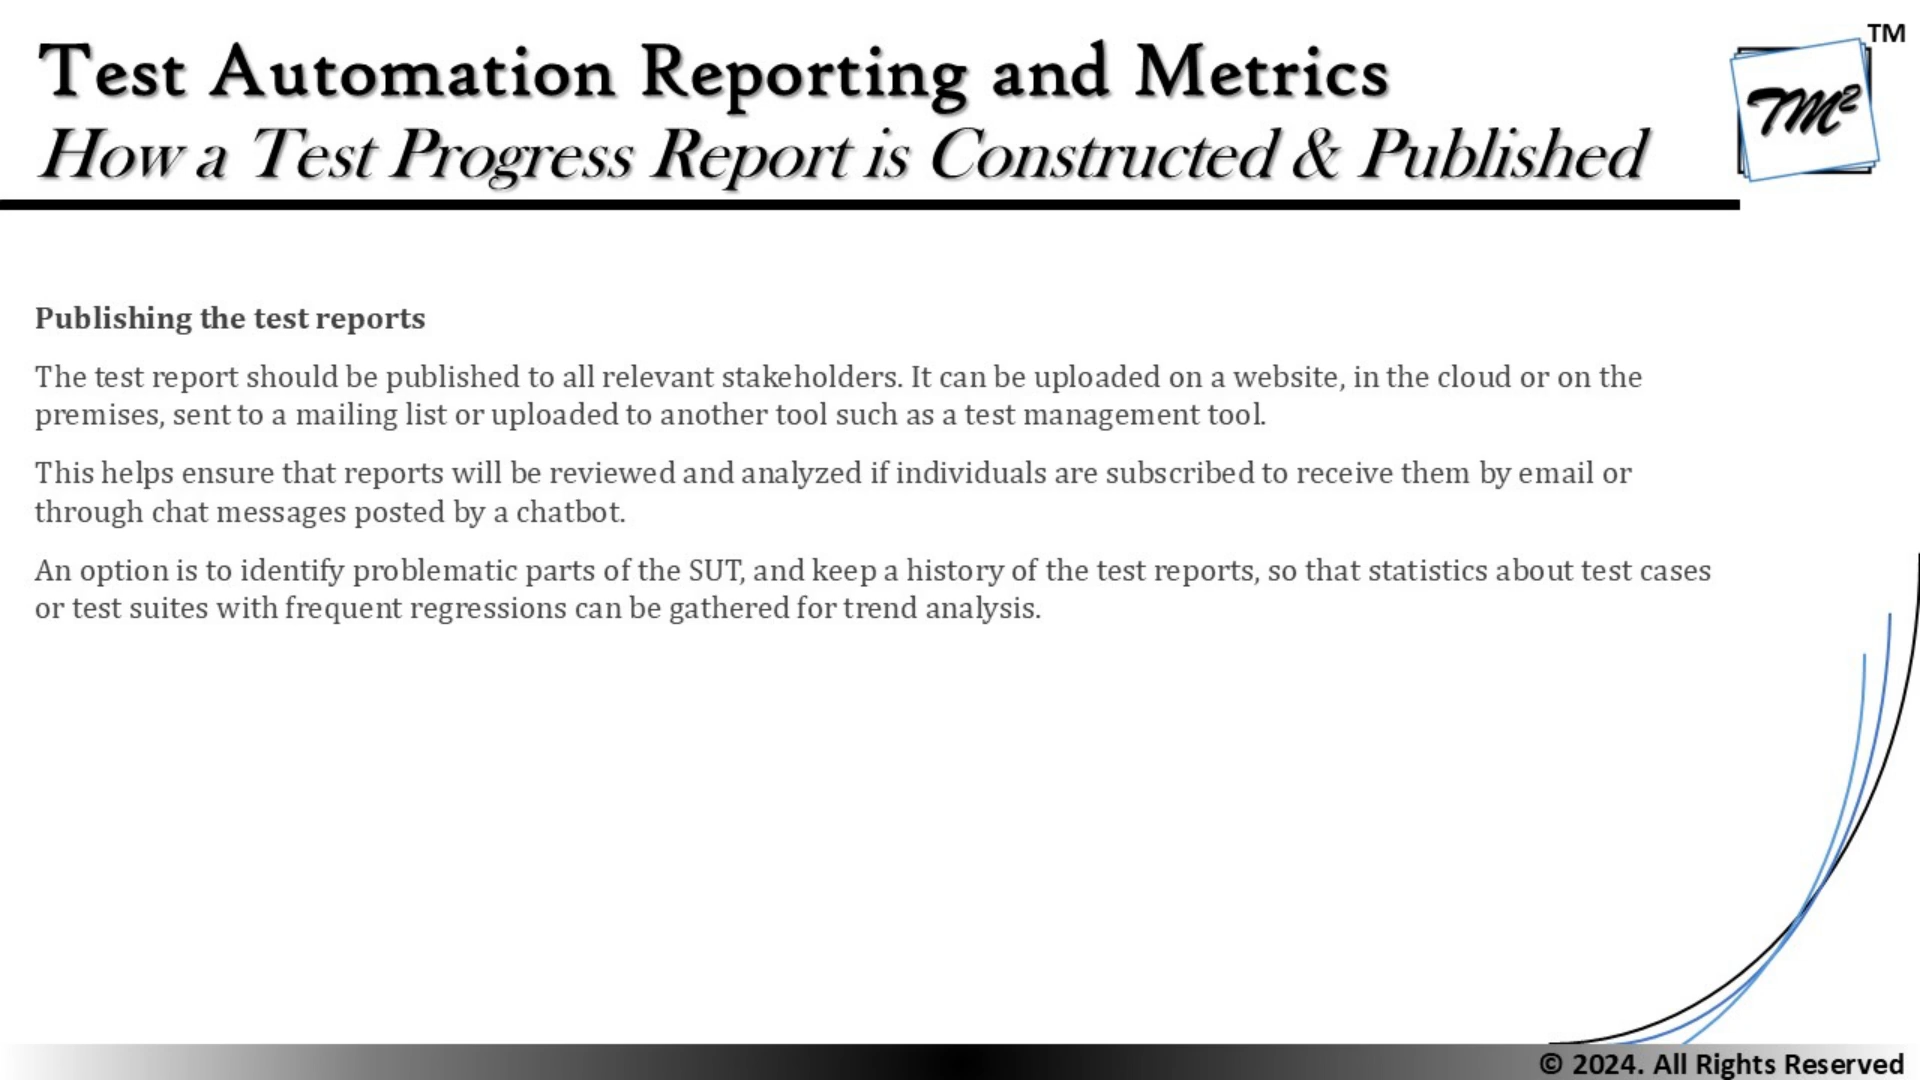 Test Automation Reporting and Metrics
How a Test Progress Report is Constructed & Published
TM
TM²
Publishing the test reports
The test report should be published to all relevant stakeholders. It can be uploaded on a website, in the cloud or on the
premises, sent to a mailing list or uploaded to another tool such as a test management tool.
This helps ensure that reports will be reviewed and analyzed if individuals are subscribed to receive them by email or
through chat messages posted by a chatbot.
An option is to identify problematic parts of the SUT, and keep a history of the test reports, so that statistics about test cases
or test suites with frequent regressions can be gathered for trend analysis.
© 2024. All Rights Reserved